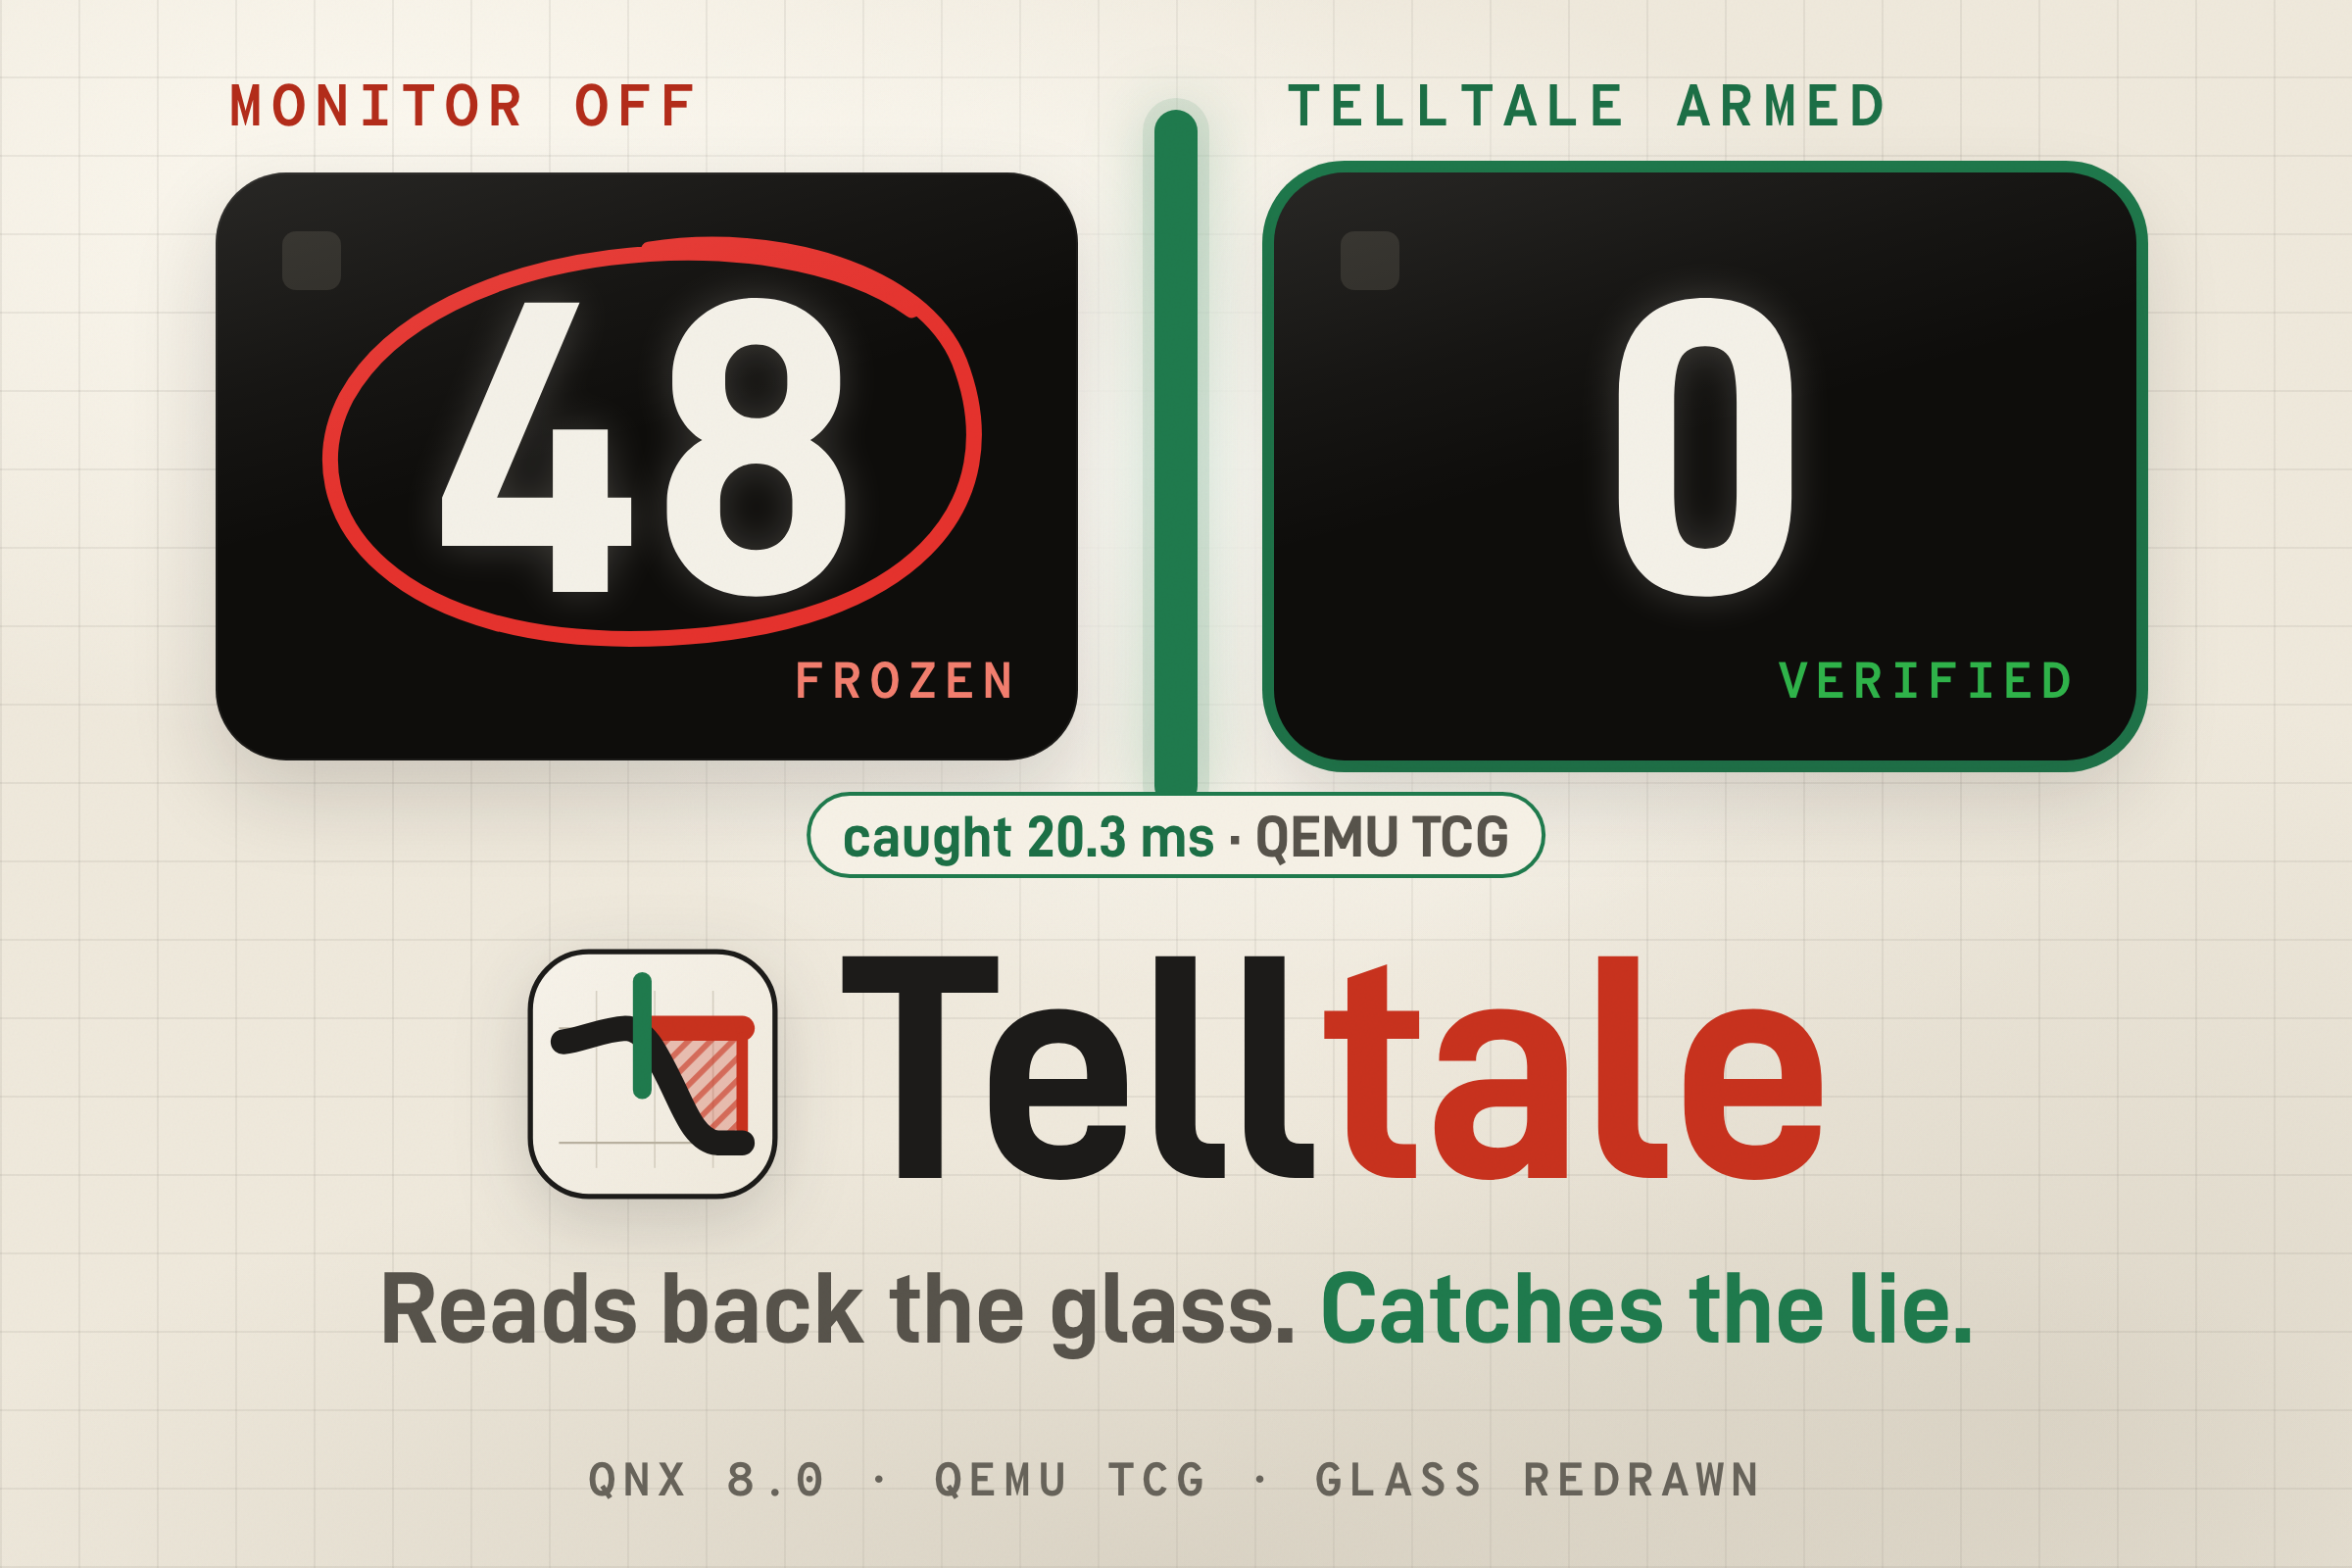 MONITOR OFF
TELLTALE ARMED
48
FROZEN
0
VERIFIED
caught 20.3 ms · QEMU TCG
Telltale
Reads back the glass. Catches the lie.
QNX 8.0 · QEMU TCG · GLASS REDRAWN